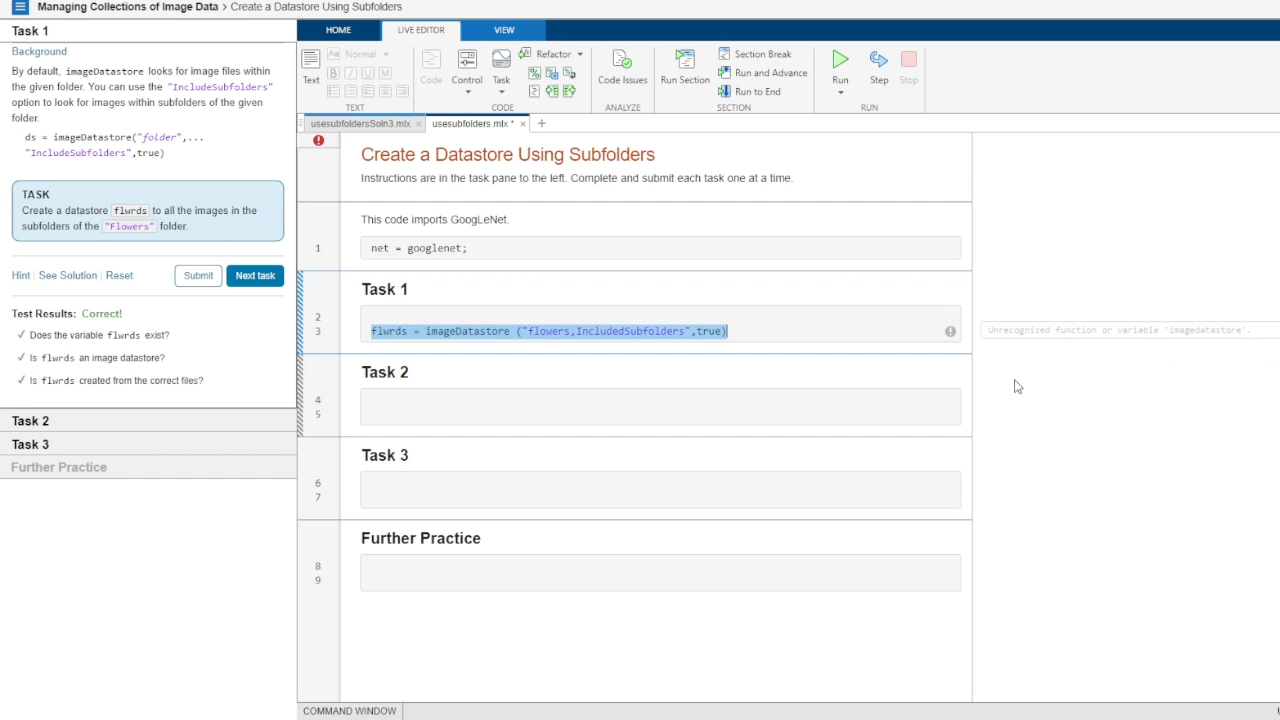 Managing Collections of Image Data > Create a Datastore Using Subfolders
Task 1
Background
By default, imageDatastore looks for image files within
the given folder. You can use the "IncludeSubfolders"
option to look for images within subfolders of the given
folder.
ds = imageDatastore("folder",...
"IncludeSubfolders",true)
TASK
Create a datastore flwrds to all the images in the
subfolders of the "Flowers" folder.
Hint | See Solution | Reset
Submit
Next task
Test Results: Correct!
✓ Does the variable flwrds exist?
✓ Is flwrds an image datastore?
✓ Is flwrds created from the correct files?
Task 2
Task 3
Further Practice
HOME
LIVE EDITOR
VIEW
Text
Aa Normal
B I U M
TEXT
Code
Control
Task
Refactor
CODE
Code Issues
ANALYZE
Run Section
Section Break
Run and Advance
Run to End
SECTION
Run
Step
Stop
RUN
usesubfoldersSoln3.mlx ×
usesubfolders.mlx * ×
+
Create a Datastore Using Subfolders
Instructions are in the task pane to the left. Complete and submit each task one at a time.
This code imports GoogLeNet.
1 net = googlenet;
Task 1
2
3 flwrds = imageDatastore ("flowers,IncludedSubfolders",true)
Unrecognized function or variable 'imagedatastore'.
Task 2
4
5
Task 3
6
7
Further Practice
8
9
COMMAND WINDOW